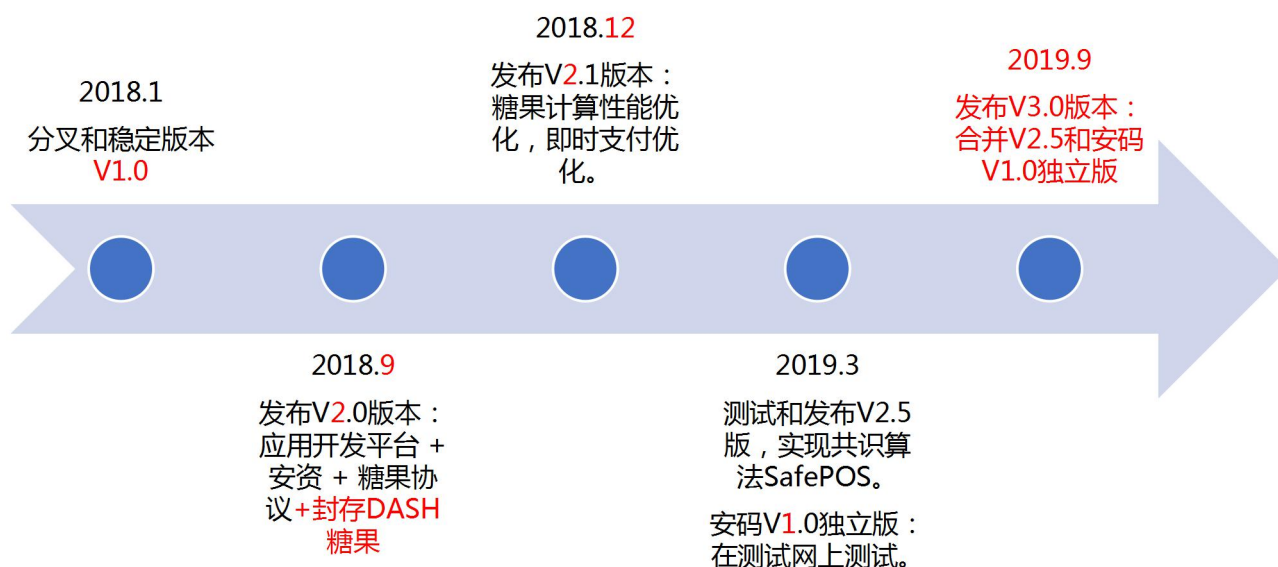 2018.1
分叉和稳定版本
V1.0
2018.9
发布V2.0版本：
应用开发平台 +
安资 + 糖果协
议+封存DASH
糖果
2018.12
发布V2.1版本：
糖果计算性能优
化，即时支付优
化。
2019.3
测试和发布V2.5
版，实现共识算
法SafePOS。
安码V1.0独立版：
在测试网上测试。
2019.9
发布V3.0版本：
合并V2.5和安码
V1.0独立版